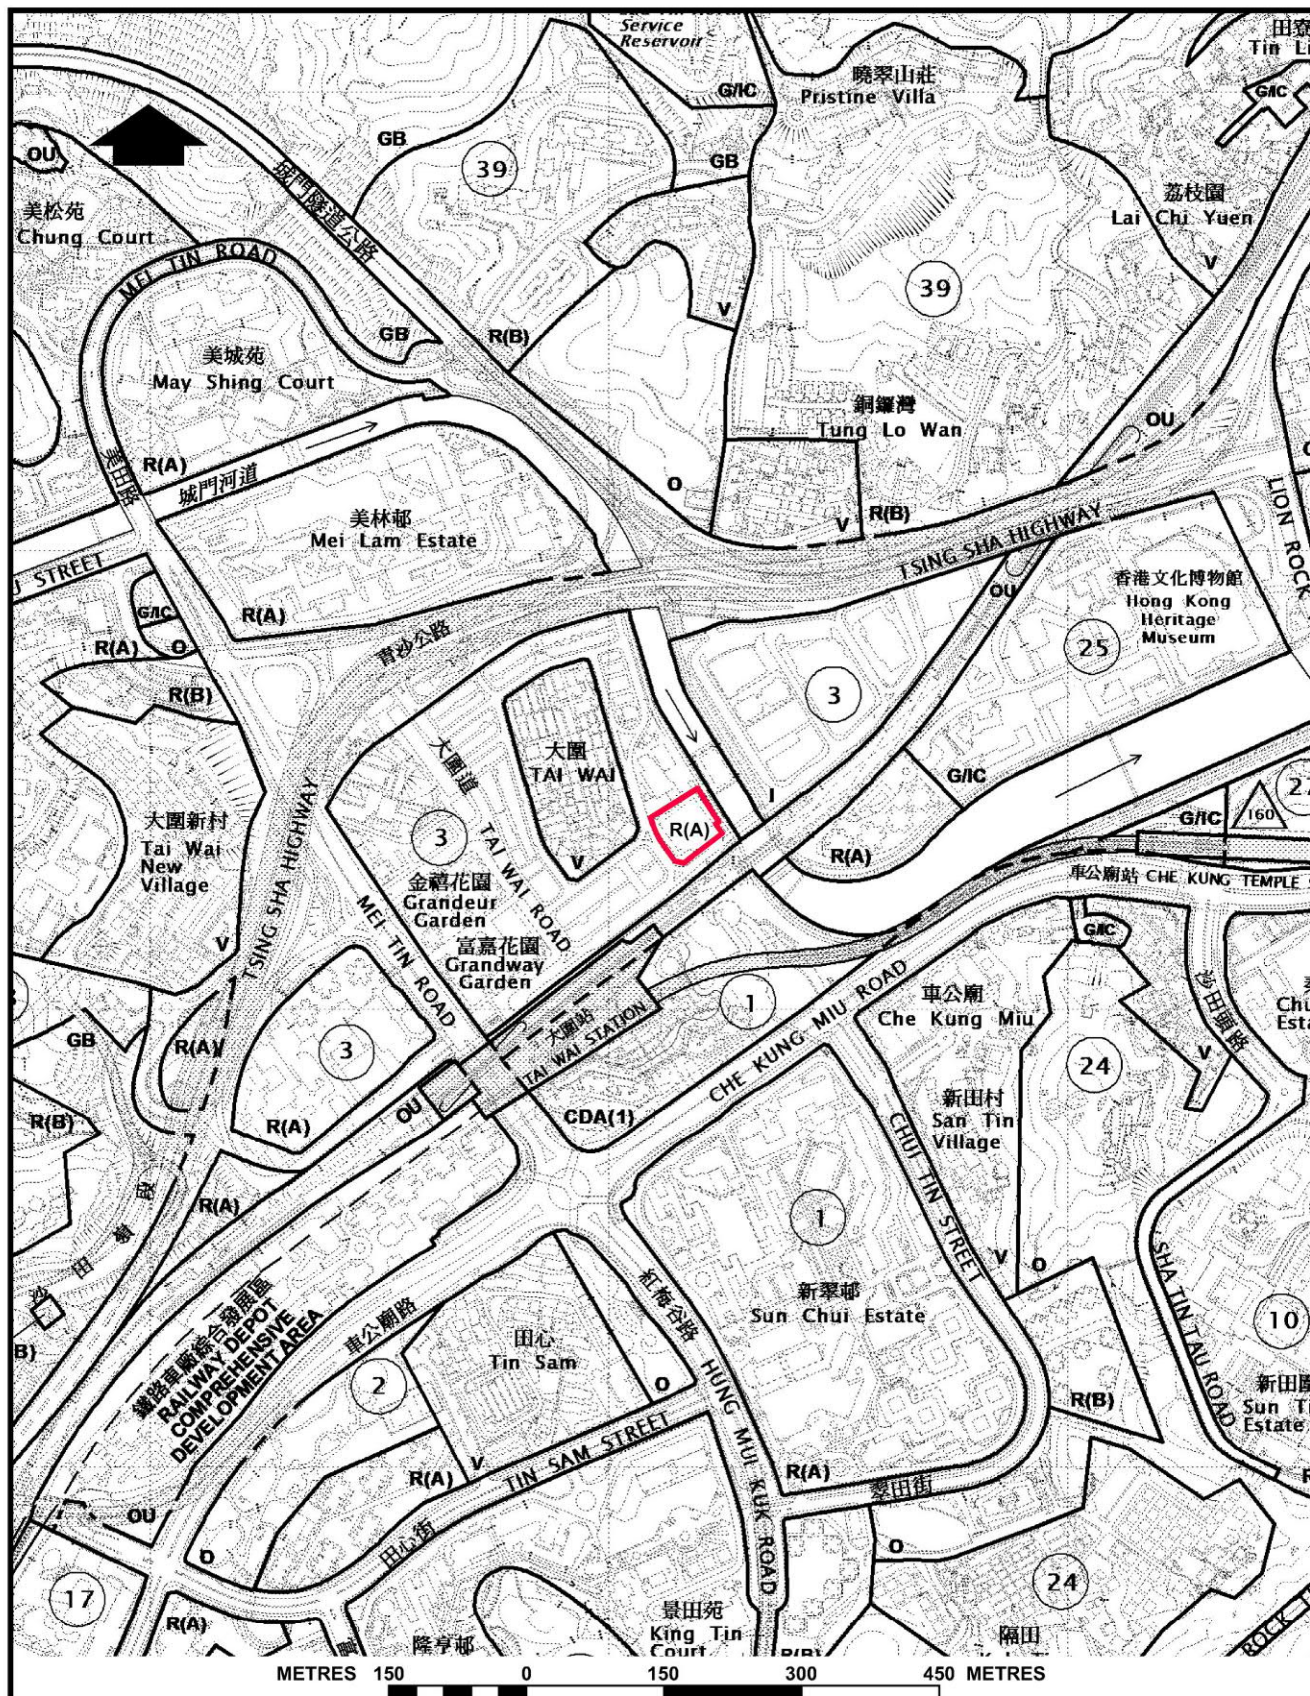 Service
Reservoir
田寮
G/IC
曉翠山莊
Pristine Villa
G/IC
GB
OU
39
GB
城門隧道公路
美松苑
Chung Court
荔枝園
Lai Chi Yuen
MEI TIN ROAD
V
39
V
GB
R(B)
美城苑
May Shing Court
銅鑼灣
Tung Lo Wan
OU
R(A)
美田路
城門河道
O
V
R(B)
LION ROCK
美林邨
Mei Lam Estate
TSING SHA HIGHWAY
STREET
香港文化博物館
Hong Kong
Heritage
Museum
OU
G/IC
R(A)
青沙公路
R(A)
O
25
R(B)
3
大圍道
大圍
TAI WAI
I
G/IC
大圍新村
Tai Wai
New
Village
TSING SHA HIGHWAY
3
TAI WAI ROAD
R(A)
V
R(A)
G/IC
160
金禧花園
Grandeur
Garden
富嘉花園
Grandway
Garden
MEI TIN ROAD
車公廟站 CHE KUNG TEMPLE
G/IC
V
大圍站
TAI WAI STATION
1
CHE KUNG MIU ROAD
車公廟
Che Kung Miu
沙田頭路
GB
R(A)
3
24
V
R(B)
R(A)
OU
CDA(1)
新田村
San Tin
Village
CHUI TIN STREET
R(A)
1
V
O
SHA TIN TAU ROAD
鐵路車廠綜合發展區
RAILWAY DEPOT
COMPREHENSIVE
DEVELOPMENT AREA
車公廟路
紅梅谷路
新翠邨
Sun Chui Estate
10
田心
Tin Sam
2
O
HUNG MUI KUK ROAD
R(B)
Estate
R(A)
V
TIN SAM STREET
R(A)
翠田街
OU
O
田心街
O
17
R(A)
24
景田苑
King Tin
Court
隆亨邨
隔田
R(B)
ROCK
METRES 150 0 150 300 450 METRES